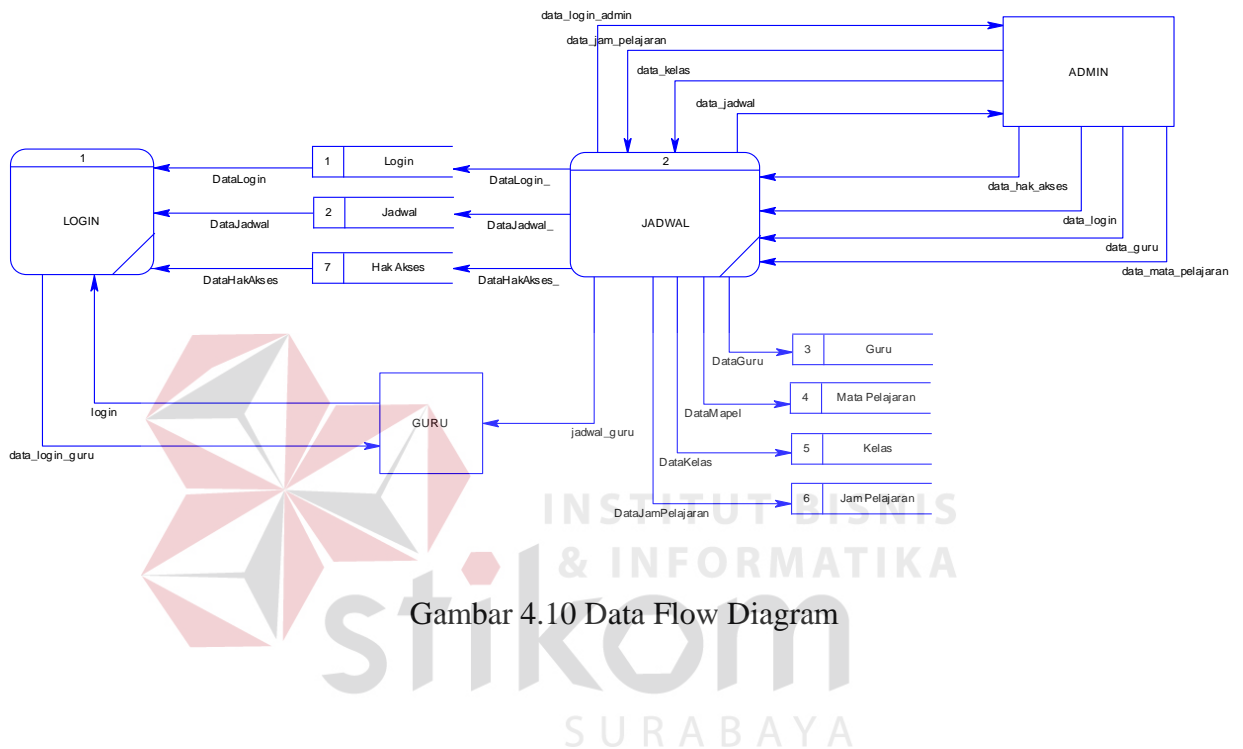 data_login_admin
data_jam_pelajaran
data_kelas
data_jadwal
ADMIN
1
LOGIN
DataLogin
1 Login
DataLogin_
DataJadwal
2 Jadwal
DataJadwal_
DataHakAkses
7 Hak Akses
DataHakAkses_
2
JADWAL
data_hak_akses
data_login
data_guru
data_mata_pelajaran
login
data_login_guru
GURU
jadwal_guru
DataGuru
3 Guru
DataMapel
4 Mata Pelajaran
DataKelas
5 Kelas
DataJamPelajaran
6 Jam Pelajaran
INSTITUT BISNIS
& INFORMATIKA
stikom
SURABAYA
Gambar 4.10 Data Flow Diagram